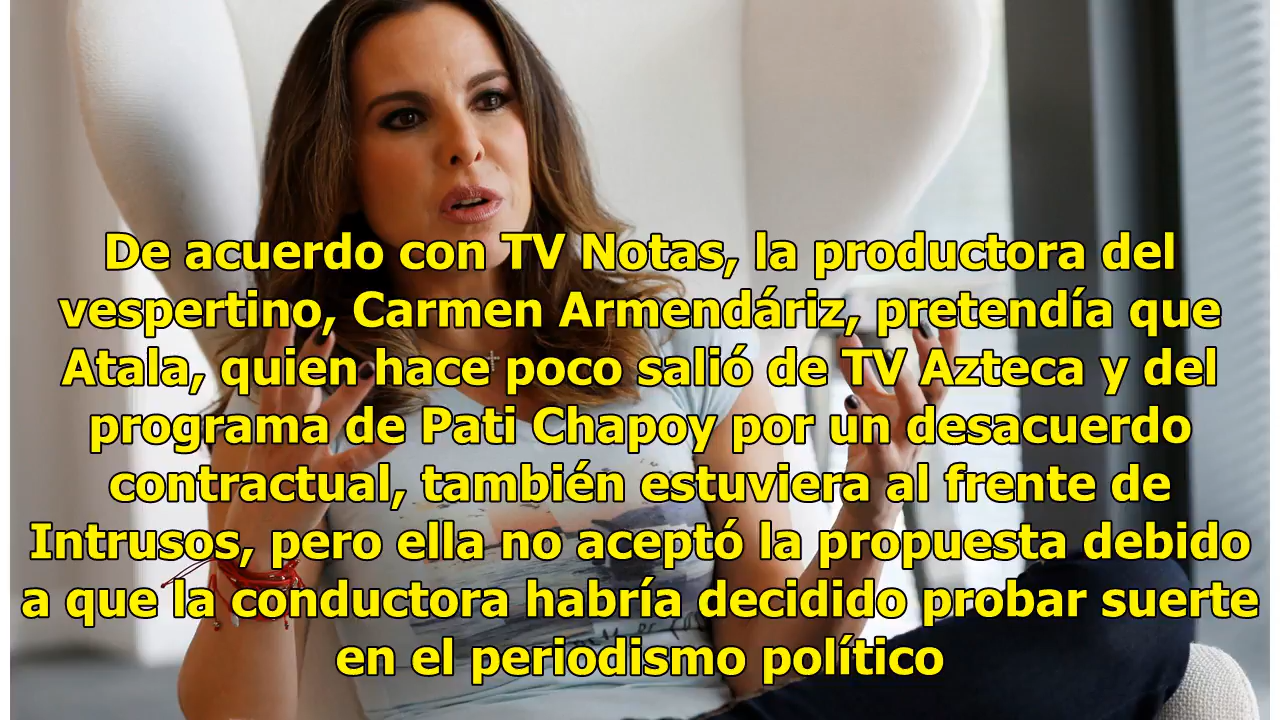 De acuerdo con TV Notas, la productora del
vespertino, Carmen Armendáriz, pretendía que
Atala, quien hace poco salió de TV Azteca y del
programa de Pati Chapoy por un desacuerdo
contractual, también estuviera al frente de
Intrusos, pero ella no aceptó la propuesta debido
a que la conductora habría decidido probar suerte
en el periodismo político